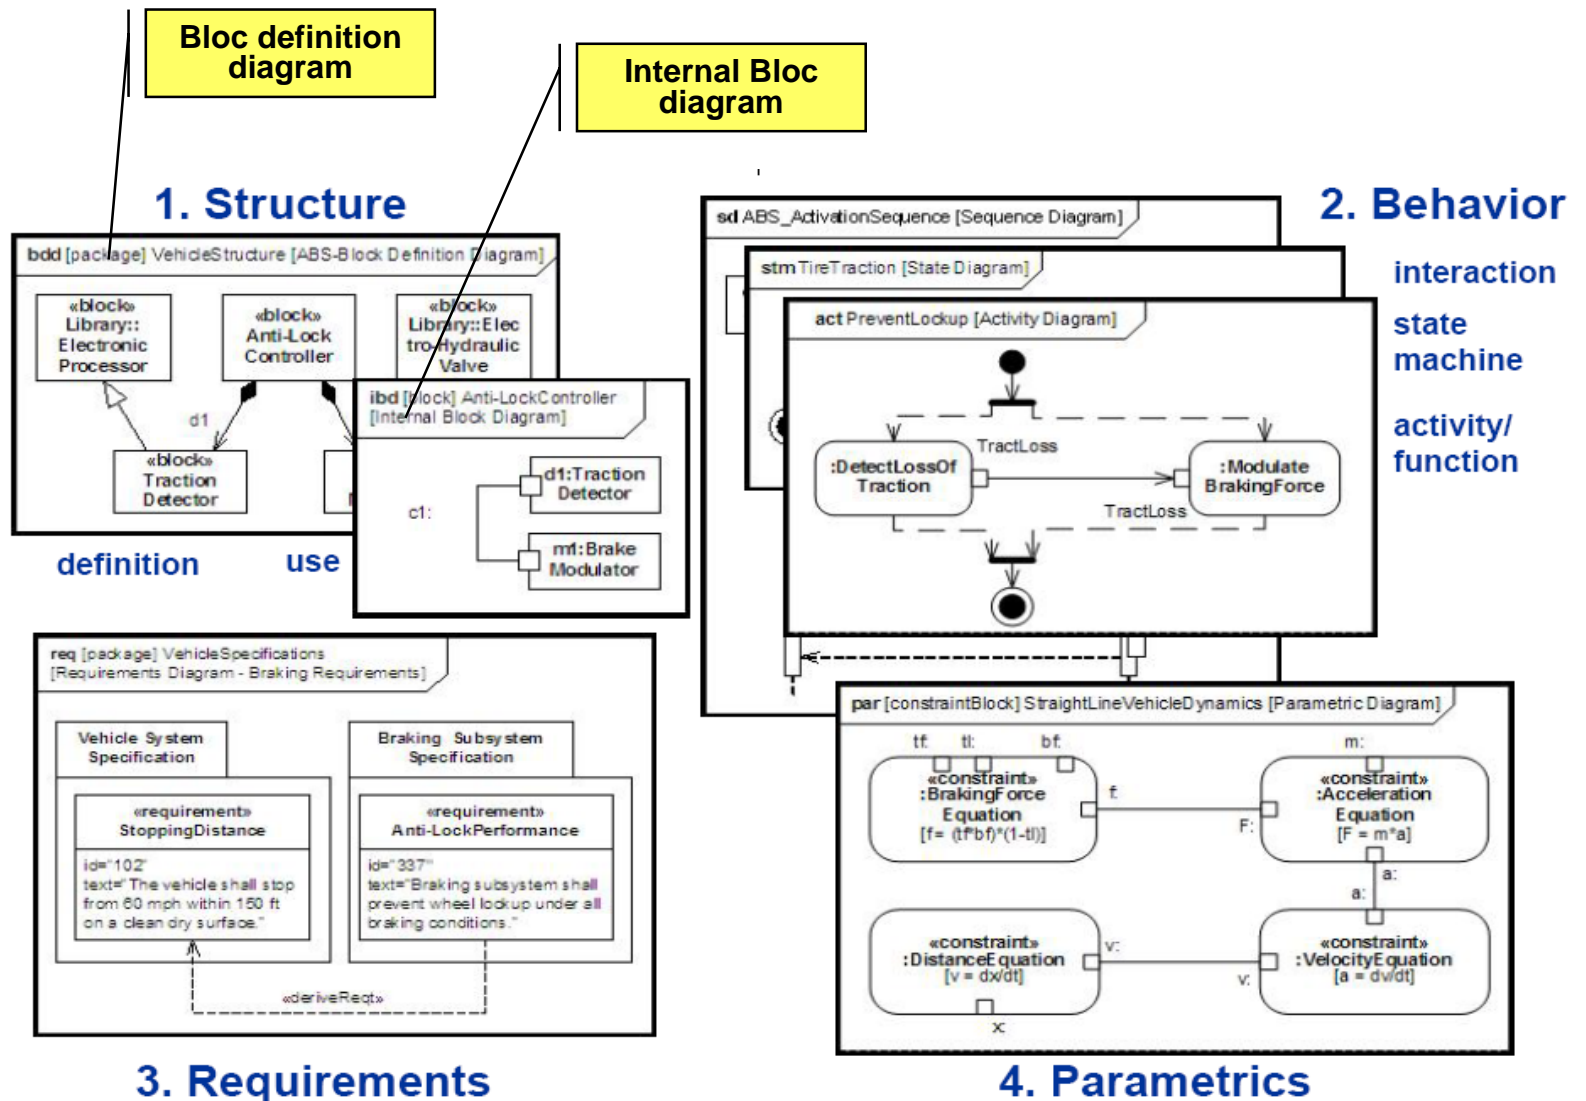 Bloc definition
diagram
Internal Bloc
diagram
1. Structure
bdd [package] VehicleStructure [ABS-Block Definition Diagram]
«block»
Library::
Electronic
Processor
«block»
Anti-Lock
Controller
«block»
Library::Elec
tro-Hydraulic
Valve
d1
«block»
Traction
Detector
definition
use
ibd [block] Anti-LockController
[Internal Block Diagram]
c1:
d1:Traction
Detector
m1:Brake
Modulator
2. Behavior
interaction
state
machine
activity/
function
sd ABS_ActivationSequence [Sequence Diagram]
stm TireTraction [State Diagram]
act PreventLockup [Activity Diagram]
TractLoss
:DetectLossOf
Traction
:Modulate
BrakingForce
TractLoss
req [package] VehicleSpecifications
[Requirements Diagram - Braking Requirements]
Vehicle System
Specification
«requirement»
StoppingDistance
id="102"
text="The vehicle shall stop
from 60 mph within 150 ft
on a clean dry surface."
Braking Subsystem
Specification
«requirement»
Anti-LockPerformance
id="337"
text="Braking subsystem shall
prevent wheel lockup under all
braking conditions."
«deriveReqt»
3. Requirements
par [constraintBlock] StraightLineVehicleDynamics [Parametric Diagram]
tf: tl: bf:
«constraint»
:BrakingForce
Equation
[f = (tf*bf)*(1-tl)]
f:
F:
m:
«constraint»
:Acceleration
Equation
[F = m*a]
a:
a:
«constraint»
:DistanceEquation
[v = dx/dt]
v:
v:
x:
«constraint»
:VelocityEquation
[a = dv/dt]
4. Parametrics